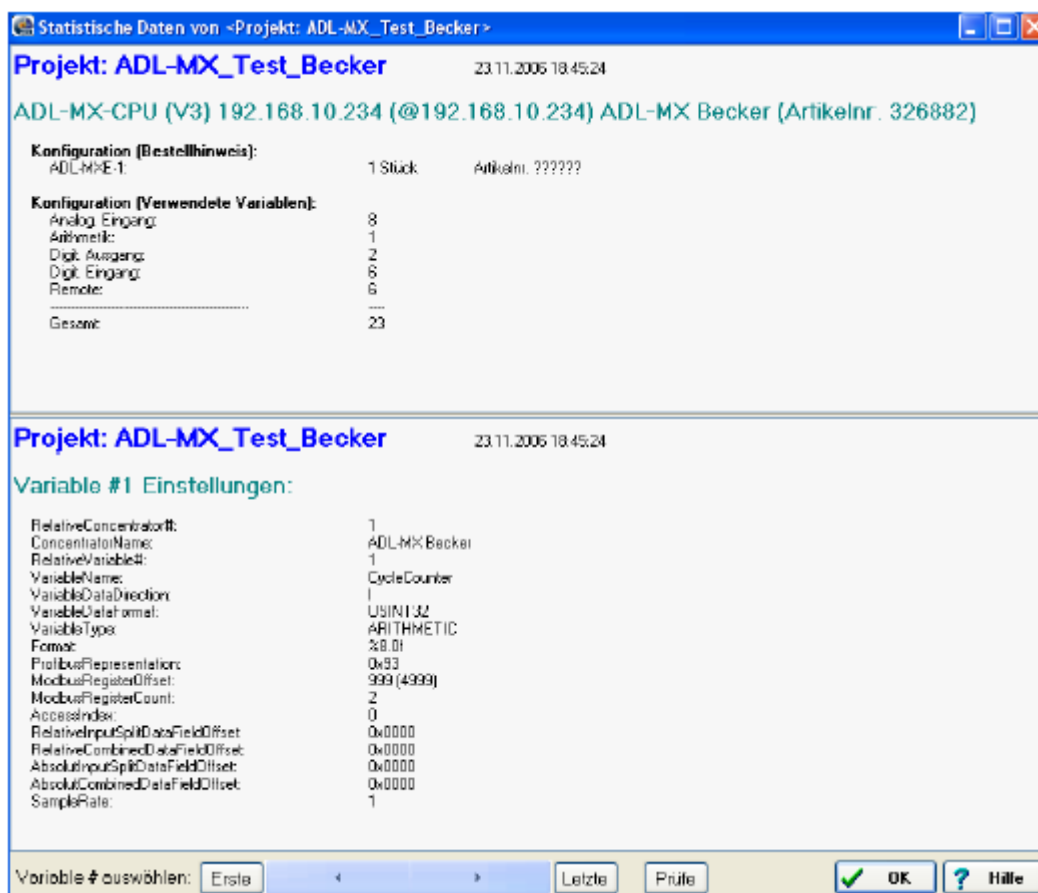 Statistische Daten von <Projekt: ADL-MX_Test_Becker>
Projekt: ADL-MX_Test_Becker 23.11.2006 18:45:24
ADL-MX-CPU (V3) 192.168.10.234 (@192.168.10.234) ADL-MX Becker (Artikelnr. 326882)
Konfiguration (Bestellhinweis):
ADL-MXE-1: 1 Stück Artikelnr. ??????
Konfiguration (Verwendete Variablen):
Analog. Eingang: 8
Arithmetik: 1
Digit. Ausgang: 2
Digit. Eingang: 6
Remote: 6
Gesamt: 23
Projekt: ADL-MX_Test_Becker 23.11.2006 18:45:24
Variable #1 Einstellungen:
RelativeConcentrator#: 1
ConcentratorName: ADL-MX Becker
RelativeVariable#: 1
VariableName: CycleCounter
VariableDataDirection: I
VariableDataFormat: USINT32
VariableType: ARITHMETIC
Format: %8.0f
ProfibusRepresentation: 0x93
ModbusRegisterOffset: 999 (4999)
ModbusRegisterCount: 2
AccessIndex: 0
RelativeInputSplitDataFieldOffset: 0x0000
RelativeCombinedDataFieldOffset: 0x0000
AbsolutInputSplitDataFieldOffset: 0x0000
AbsolutCombinedDataFieldOffset: 0x0000
SampleRate: 1
Variable # auswählen: Erste Letzte Prüfe OK ? Hilfe